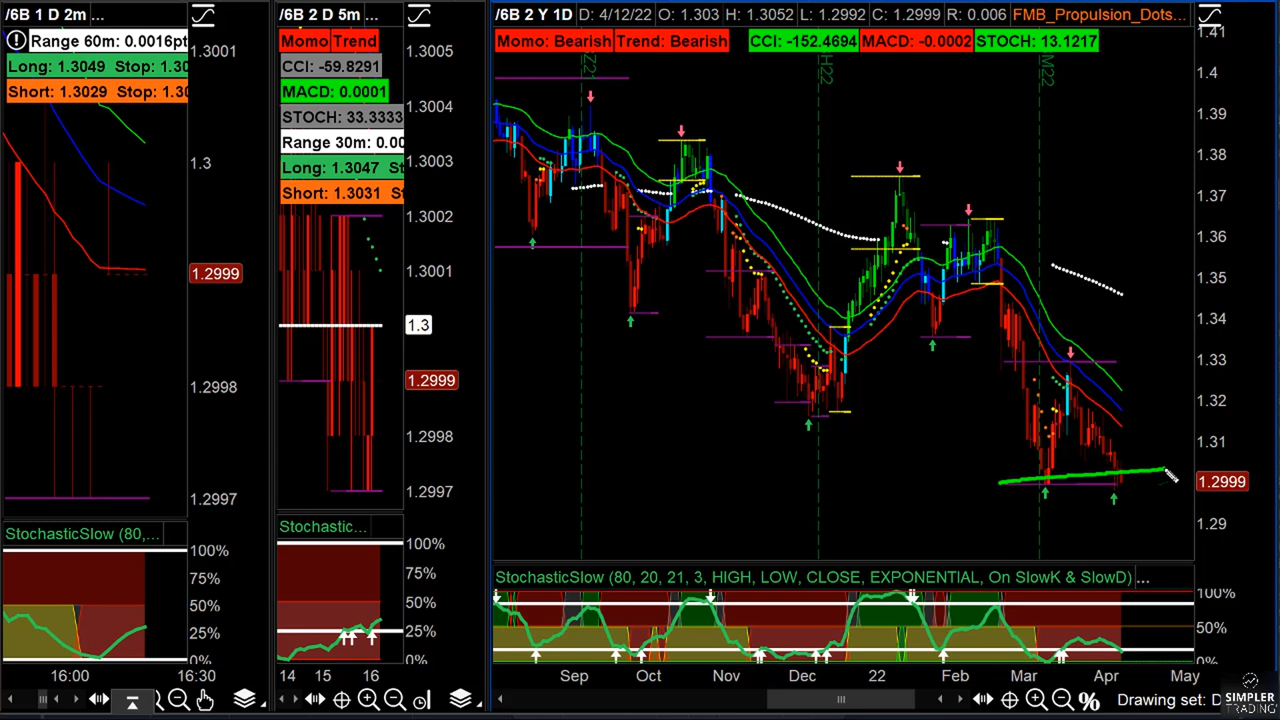 /6B 1 D 2m ...
Range 60m: 0.0016pt
Long: 1.3049 Stop: 1.30
Short: 1.3029 Stop: 1.30
1.3001
1.3
1.2999
1.2998
1.2997
StochasticSlow (80,...
100%
75%
50%
25%
0%
16:00 16:30
/6B 2 D 5m ...
Momo: Trend
CCI: -59.8291
MACD: 0.0001
STOCH: 33.3333
Range 30m: 0.00
Long: 1.3047 St
Short: 1.3031 St
1.3005
1.3004
1.3003
1.3002
1.3001
1.3
1.2999
1.2998
1.2997
Stochastic...
100%
75%
50%
25%
0%
14 15 16
/6B 2 Y 1D D: 4/12/22 O: 1.303 H: 1.3052 L: 1.2992 C: 1.2999 R: 0.006 FMB_Propulsion_Dots...
Momo: Bearish Trend: Bearish CCI: -152.4694 MACD: -0.0002 STOCH: 13.1217
Z22 H22 M22
1.41
1.4
1.39
1.38
1.37
1.36
1.35
1.34
1.33
1.32
1.31
1.2999
1.29
StochasticSlow (80, 20, 21, 3, HIGH, LOW, CLOSE, EXPONENTIAL, On SlowK & SlowD) ...
100%
50%
0%
Sep Oct Nov Dec 22 Feb Mar Apr May
% Drawing set: D
SIMPLER
TRADING